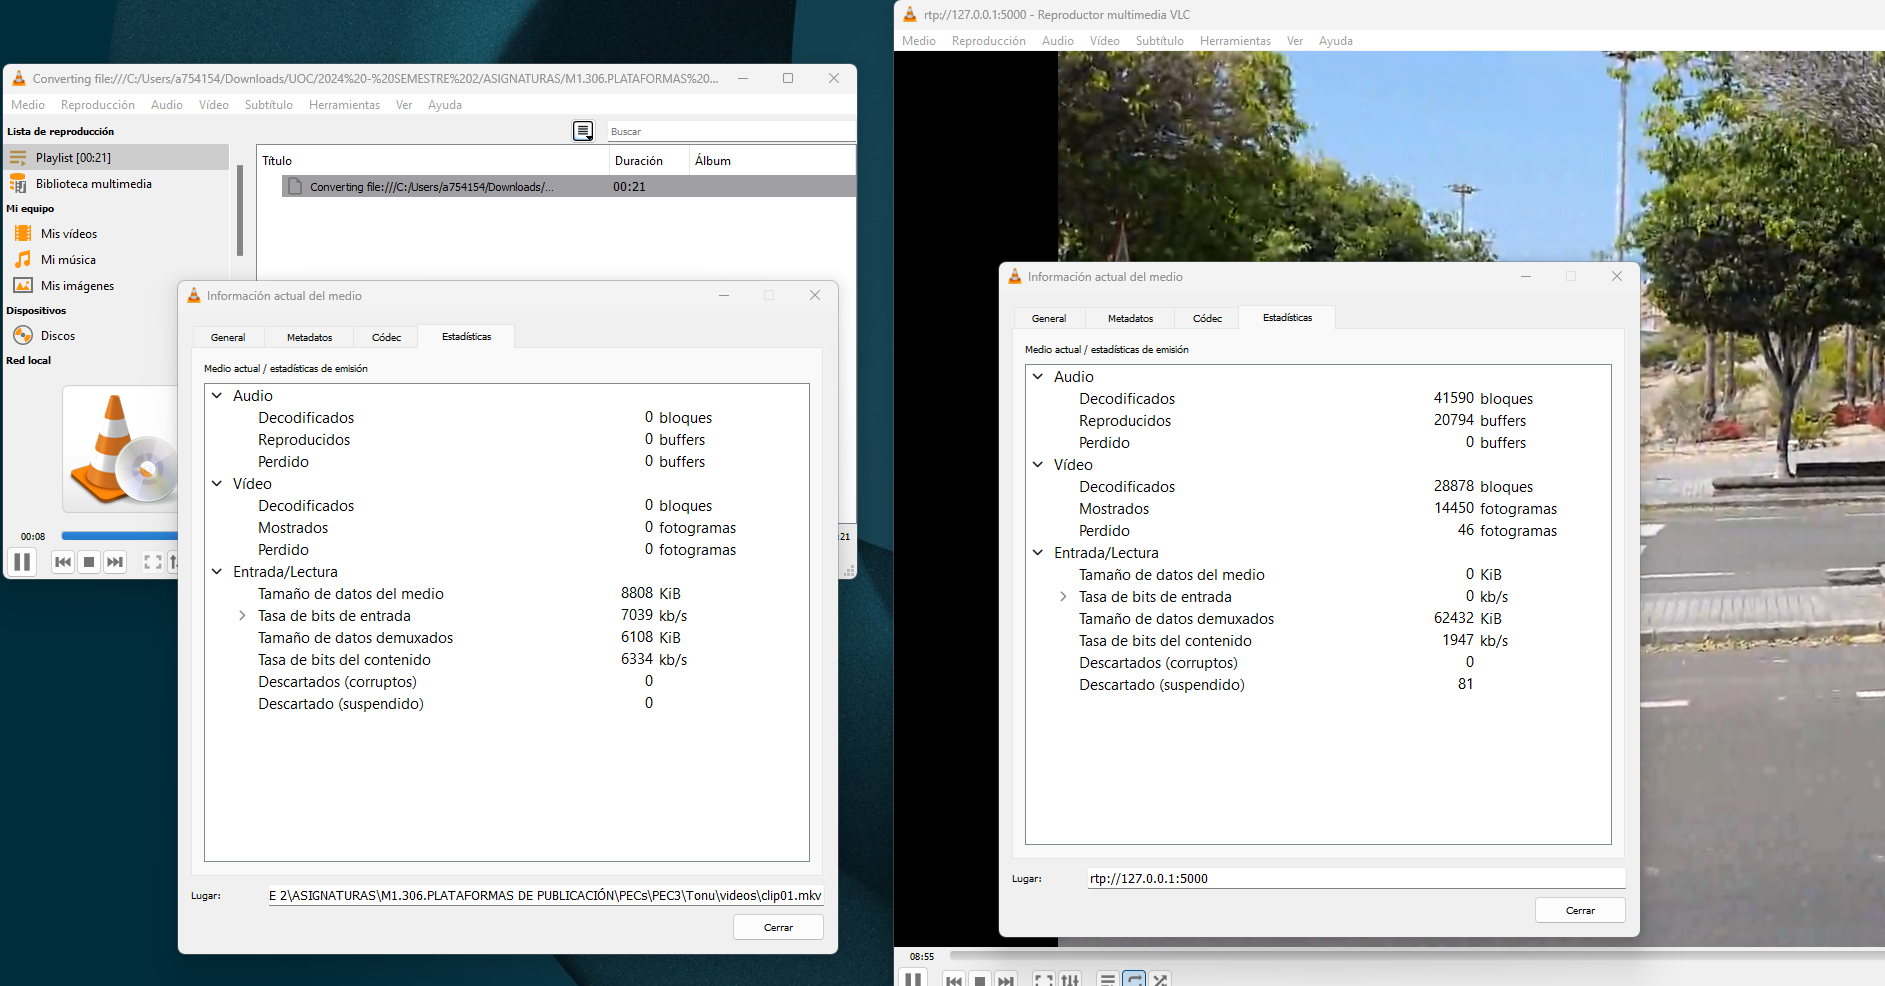 Converting file:///C:/Users/a754154/Downloads/UOC/2024%20-%20SEMESTRE%202/ASIGNATURAS/M1.306.PLATAFORMAS%20...
Medio Reproducción Audio Vídeo Subtítulo Herramientas Ver Ayuda
Lista de reproducción
Buscar
Playlist [00:21]
Biblioteca multimedia
Mi equipo
Mis vídeos
Mi música
Mis imágenes
Dispositivos
Discos
Red local
Título Duración Álbum
Converting file:///C:/Users/a754154/Downloads/... 00:21
00:08
:21
Información actual del medio
General Metadatos Códec Estadísticas
Medio actual / estadísticas de emisión
Audio
Decodificados 0 bloques
Reproducidos 0 buffers
Perdido 0 buffers
Vídeo
Decodificados 0 bloques
Mostrados 0 fotogramas
Perdido 0 fotogramas
Entrada/Lectura
Tamaño de datos del medio 8808 KiB
Tasa de bits de entrada 7039 kb/s
Tamaño de datos demuxados 6108 KiB
Tasa de bits del contenido 6334 kb/s
Descartados (corruptos) 0
Descartado (suspendido) 0
Lugar: E 2\ASIGNATURAS\M1.306.PLATAFORMAS DE PUBLICACIÓN\PECs\PEC3\Tonu\videos\clip01.mkv
Cerrar
rtp://127.0.0.1:5000 - Reproductor multimedia VLC
Medio Reproducción Audio Vídeo Subtítulo Herramientas Ver Ayuda
Información actual del medio
General Metadatos Códec Estadísticas
Medio actual / estadísticas de emisión
Audio
Decodificados 41590 bloques
Reproducidos 20794 buffers
Perdido 0 buffers
Vídeo
Decodificados 28878 bloques
Mostrados 14450 fotogramas
Perdido 46 fotogramas
Entrada/Lectura
Tamaño de datos del medio 0 KiB
Tasa de bits de entrada 0 kb/s
Tamaño de datos demuxados 62432 KiB
Tasa de bits del contenido 1947 kb/s
Descartados (corruptos) 0
Descartado (suspendido) 81
Lugar: rtp://127.0.0.1:5000
Cerrar
08:55